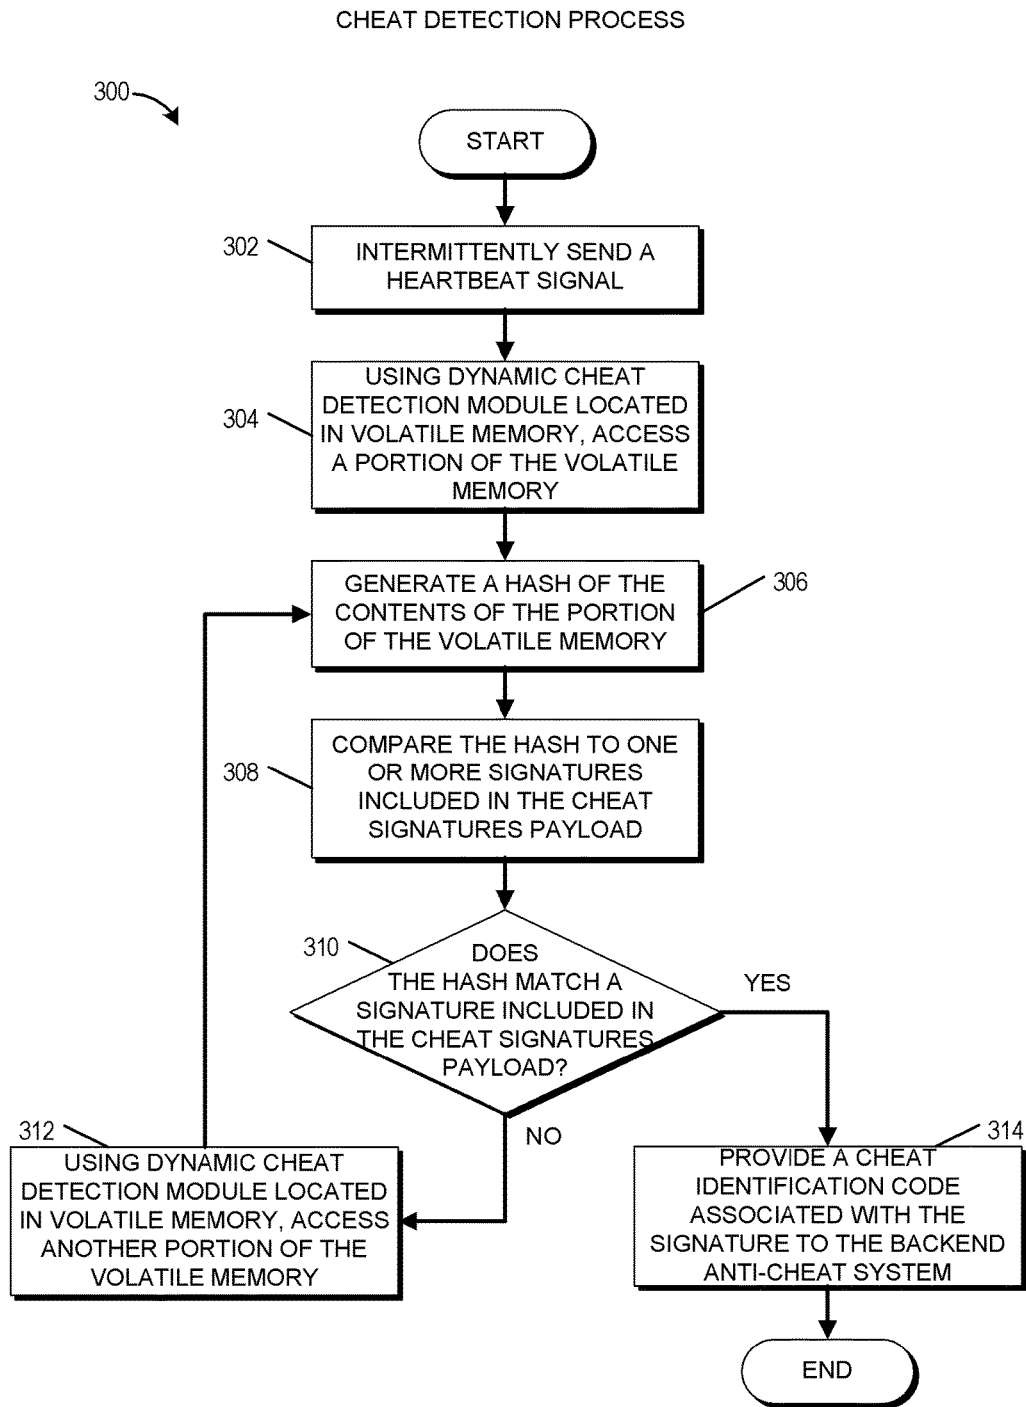 CHEAT DETECTION PROCESS
300
START
302
INTERMITTENTLY SEND A
HEARTBEAT SIGNAL
304
USING DYNAMIC CHEAT
DETECTION MODULE LOCATED
IN VOLATILE MEMORY, ACCESS
A PORTION OF THE VOLATILE
MEMORY
306
GENERATE A HASH OF THE
CONTENTS OF THE PORTION
OF THE VOLATILE MEMORY
308
COMPARE THE HASH TO ONE
OR MORE SIGNATURES
INCLUDED IN THE CHEAT
SIGNATURES PAYLOAD
310
DOES
THE HASH MATCH A
SIGNATURE INCLUDED IN
THE CHEAT SIGNATURES
PAYLOAD?
YES
NO
312
USING DYNAMIC CHEAT
DETECTION MODULE LOCATED
IN VOLATILE MEMORY, ACCESS
ANOTHER PORTION OF THE
VOLATILE MEMORY
314
PROVIDE A CHEAT
IDENTIFICATION CODE
ASSOCIATED WITH THE
SIGNATURE TO THE BACKEND
ANTI-CHEAT SYSTEM
END